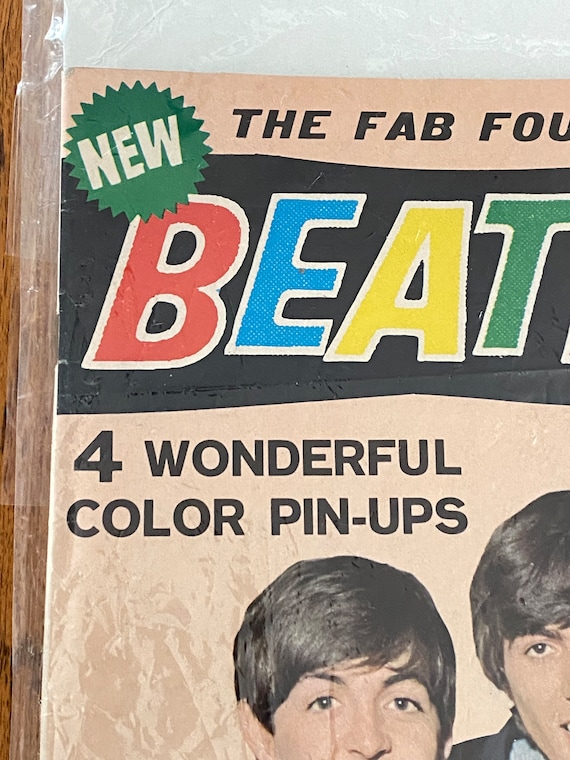 NEW
THE FAB FOU
BEAT
4 WONDERFUL
COLOR PIN-UPS